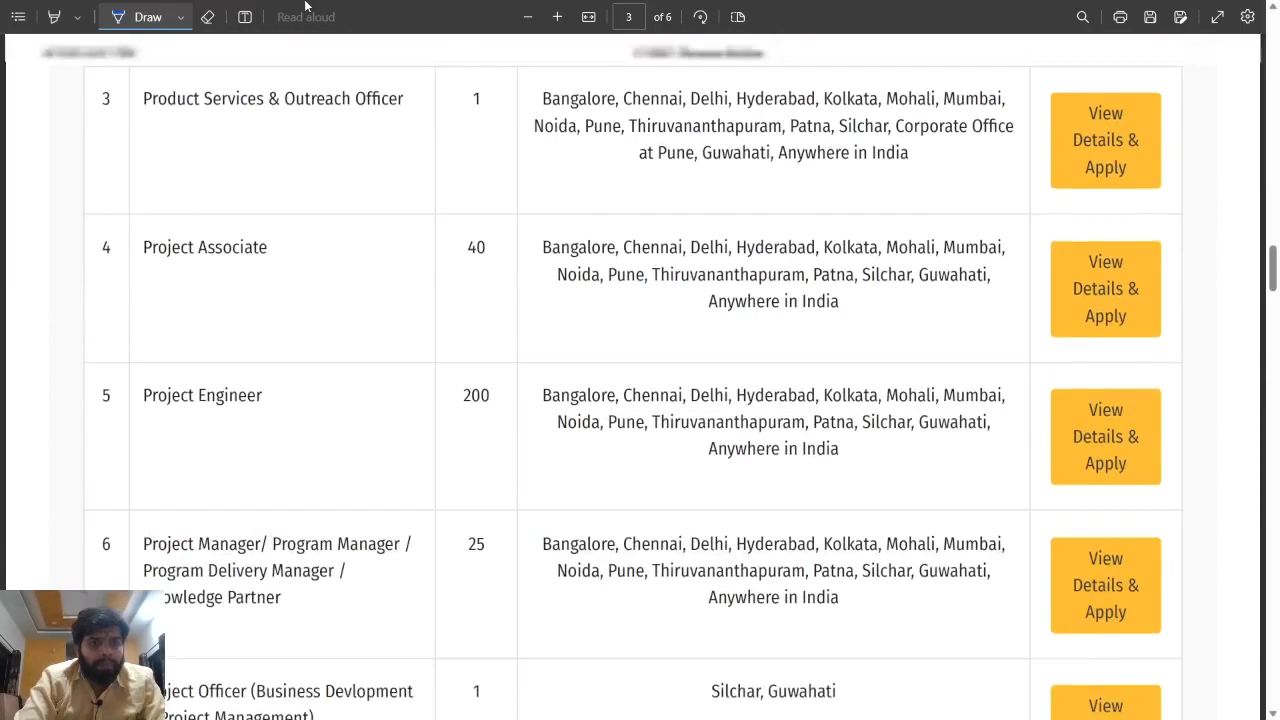 Draw
Read aloud
3 of 6
3 Product Services & Outreach Officer 1 Bangalore, Chennai, Delhi, Hyderabad, Kolkata, Mohali, Mumbai,
Noida, Pune, Thiruvananthapuram, Patna, Silchar, Corporate Office
at Pune, Guwahati, Anywhere in India
View
Details &
Apply
4 Project Associate 40 Bangalore, Chennai, Delhi, Hyderabad, Kolkata, Mohali, Mumbai,
Noida, Pune, Thiruvananthapuram, Patna, Silchar, Guwahati,
Anywhere in India
View
Details &
Apply
5 Project Engineer 200 Bangalore, Chennai, Delhi, Hyderabad, Kolkata, Mohali, Mumbai,
Noida, Pune, Thiruvananthapuram, Patna, Silchar, Guwahati,
Anywhere in India
View
Details &
Apply
6 Project Manager/ Program Manager / 25 Bangalore, Chennai, Delhi, Hyderabad, Kolkata, Mohali, Mumbai,
Program Delivery Manager / Noida, Pune, Thiruvananthapuram, Patna, Silchar, Guwahati,
owledge Partner Anywhere in India
View
Details &
Apply
ject Officer (Business Devlopment 1 Silchar, Guwahati
Project Management)
View